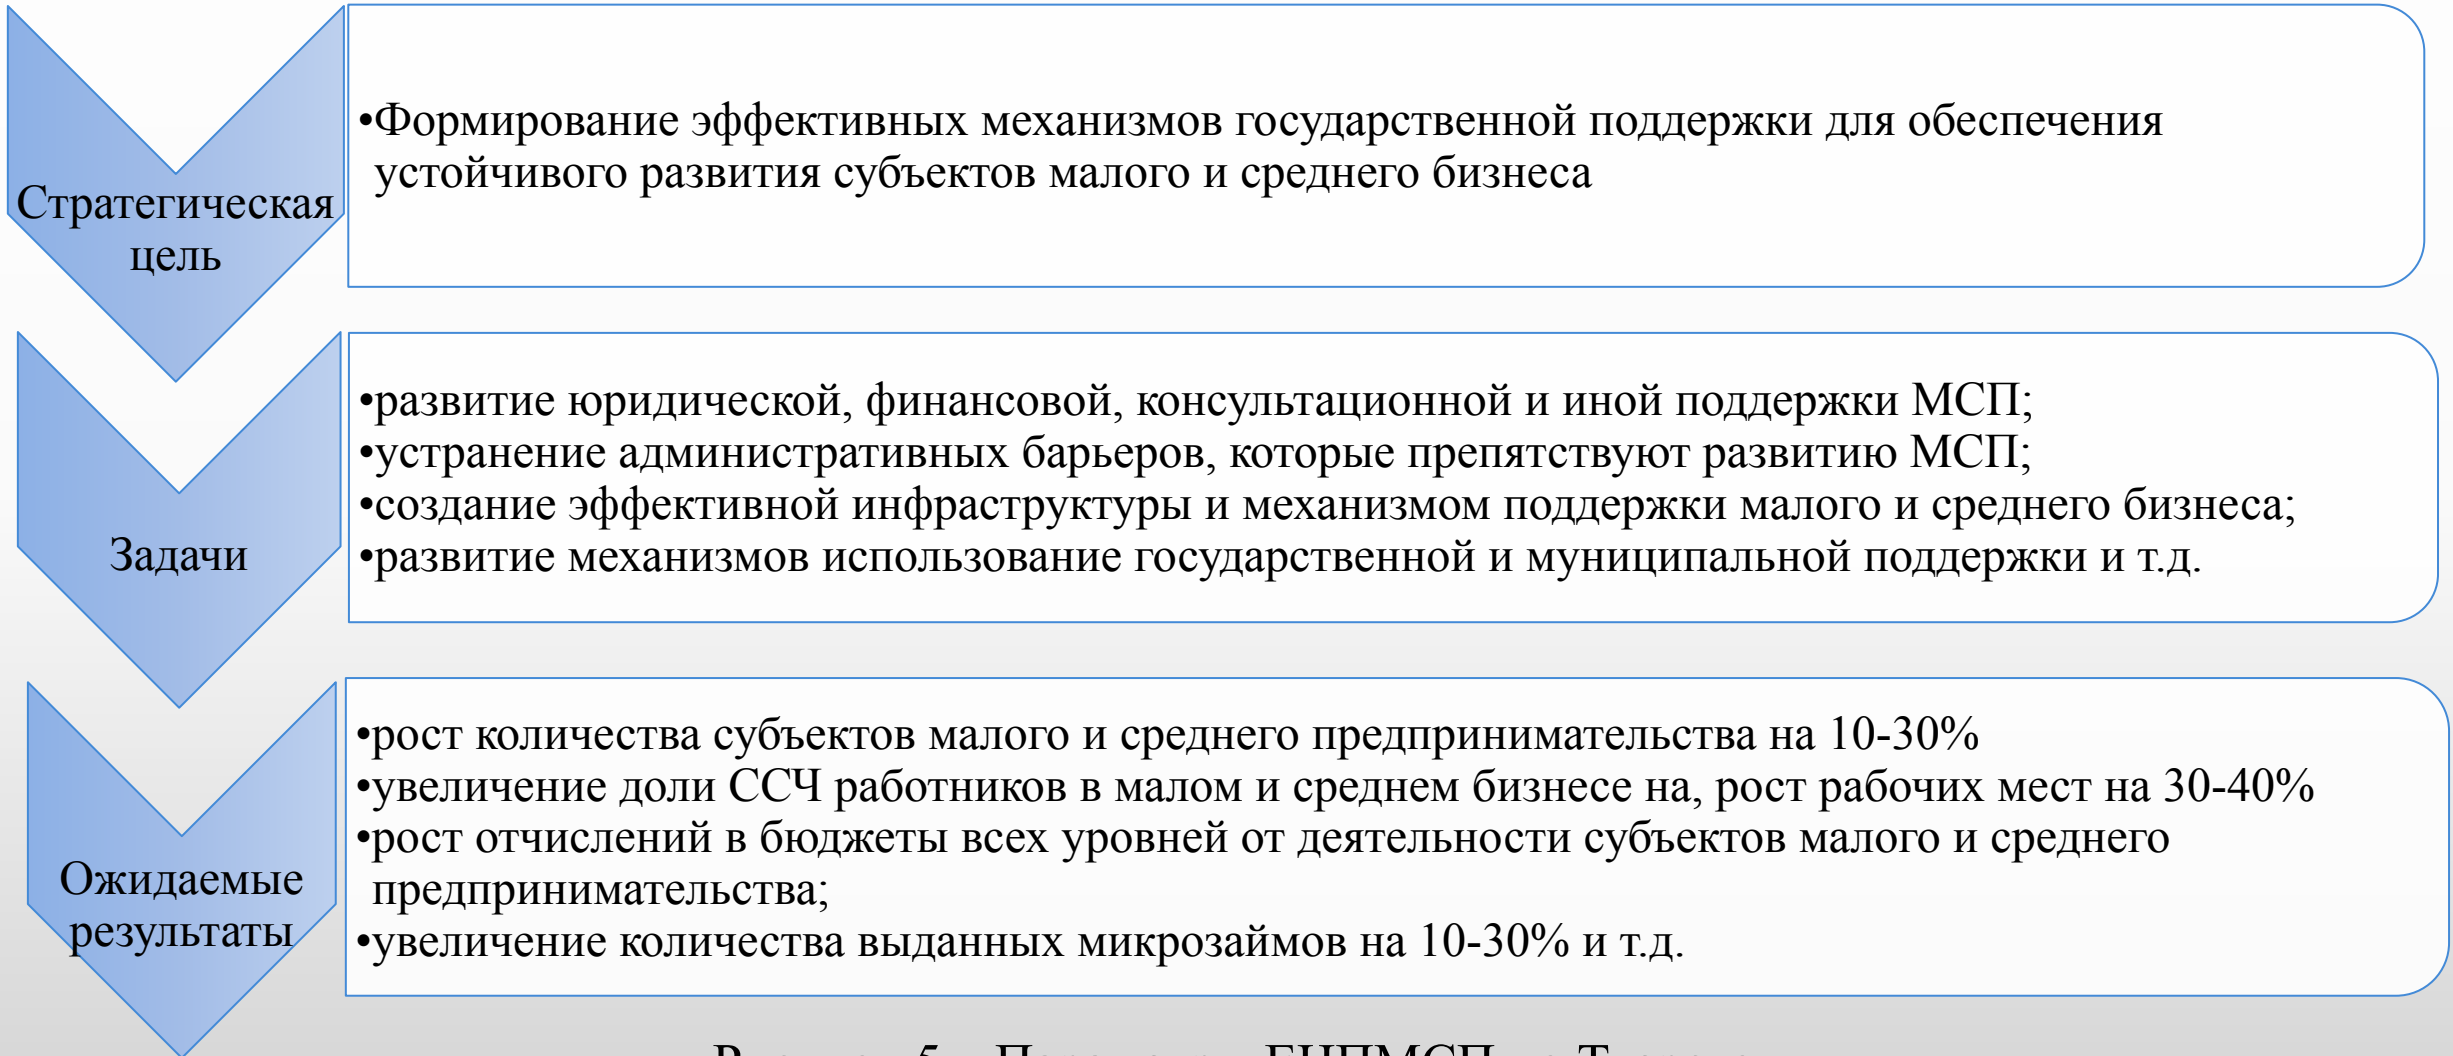 Стратегическая
цель
•Формирование эффективных механизмов государственной поддержки для обеспечения
устойчивого развития субъектов малого и среднего бизнеса
Задачи
•развитие юридической, финансовой, консультационной и иной поддержки МСП;
•устранение административных барьеров, которые препятствуют развитию МСП;
•создание эффективной инфраструктуры и механизмом поддержки малого и среднего бизнеса;
•развитие механизмов использование государственной и муниципальной поддержки и т.д.
Ожидаемые
результаты
•рост количества субъектов малого и среднего предпринимательства на 10-30%
•увеличение доли ССЧ работников в малом и среднем бизнесе на, рост рабочих мест на 30-40%
•рост отчислений в бюджеты всех уровней от деятельности субъектов малого и среднего
предпринимательства;
•увеличение количества выданных микрозаймов на 10-30% и т.д.